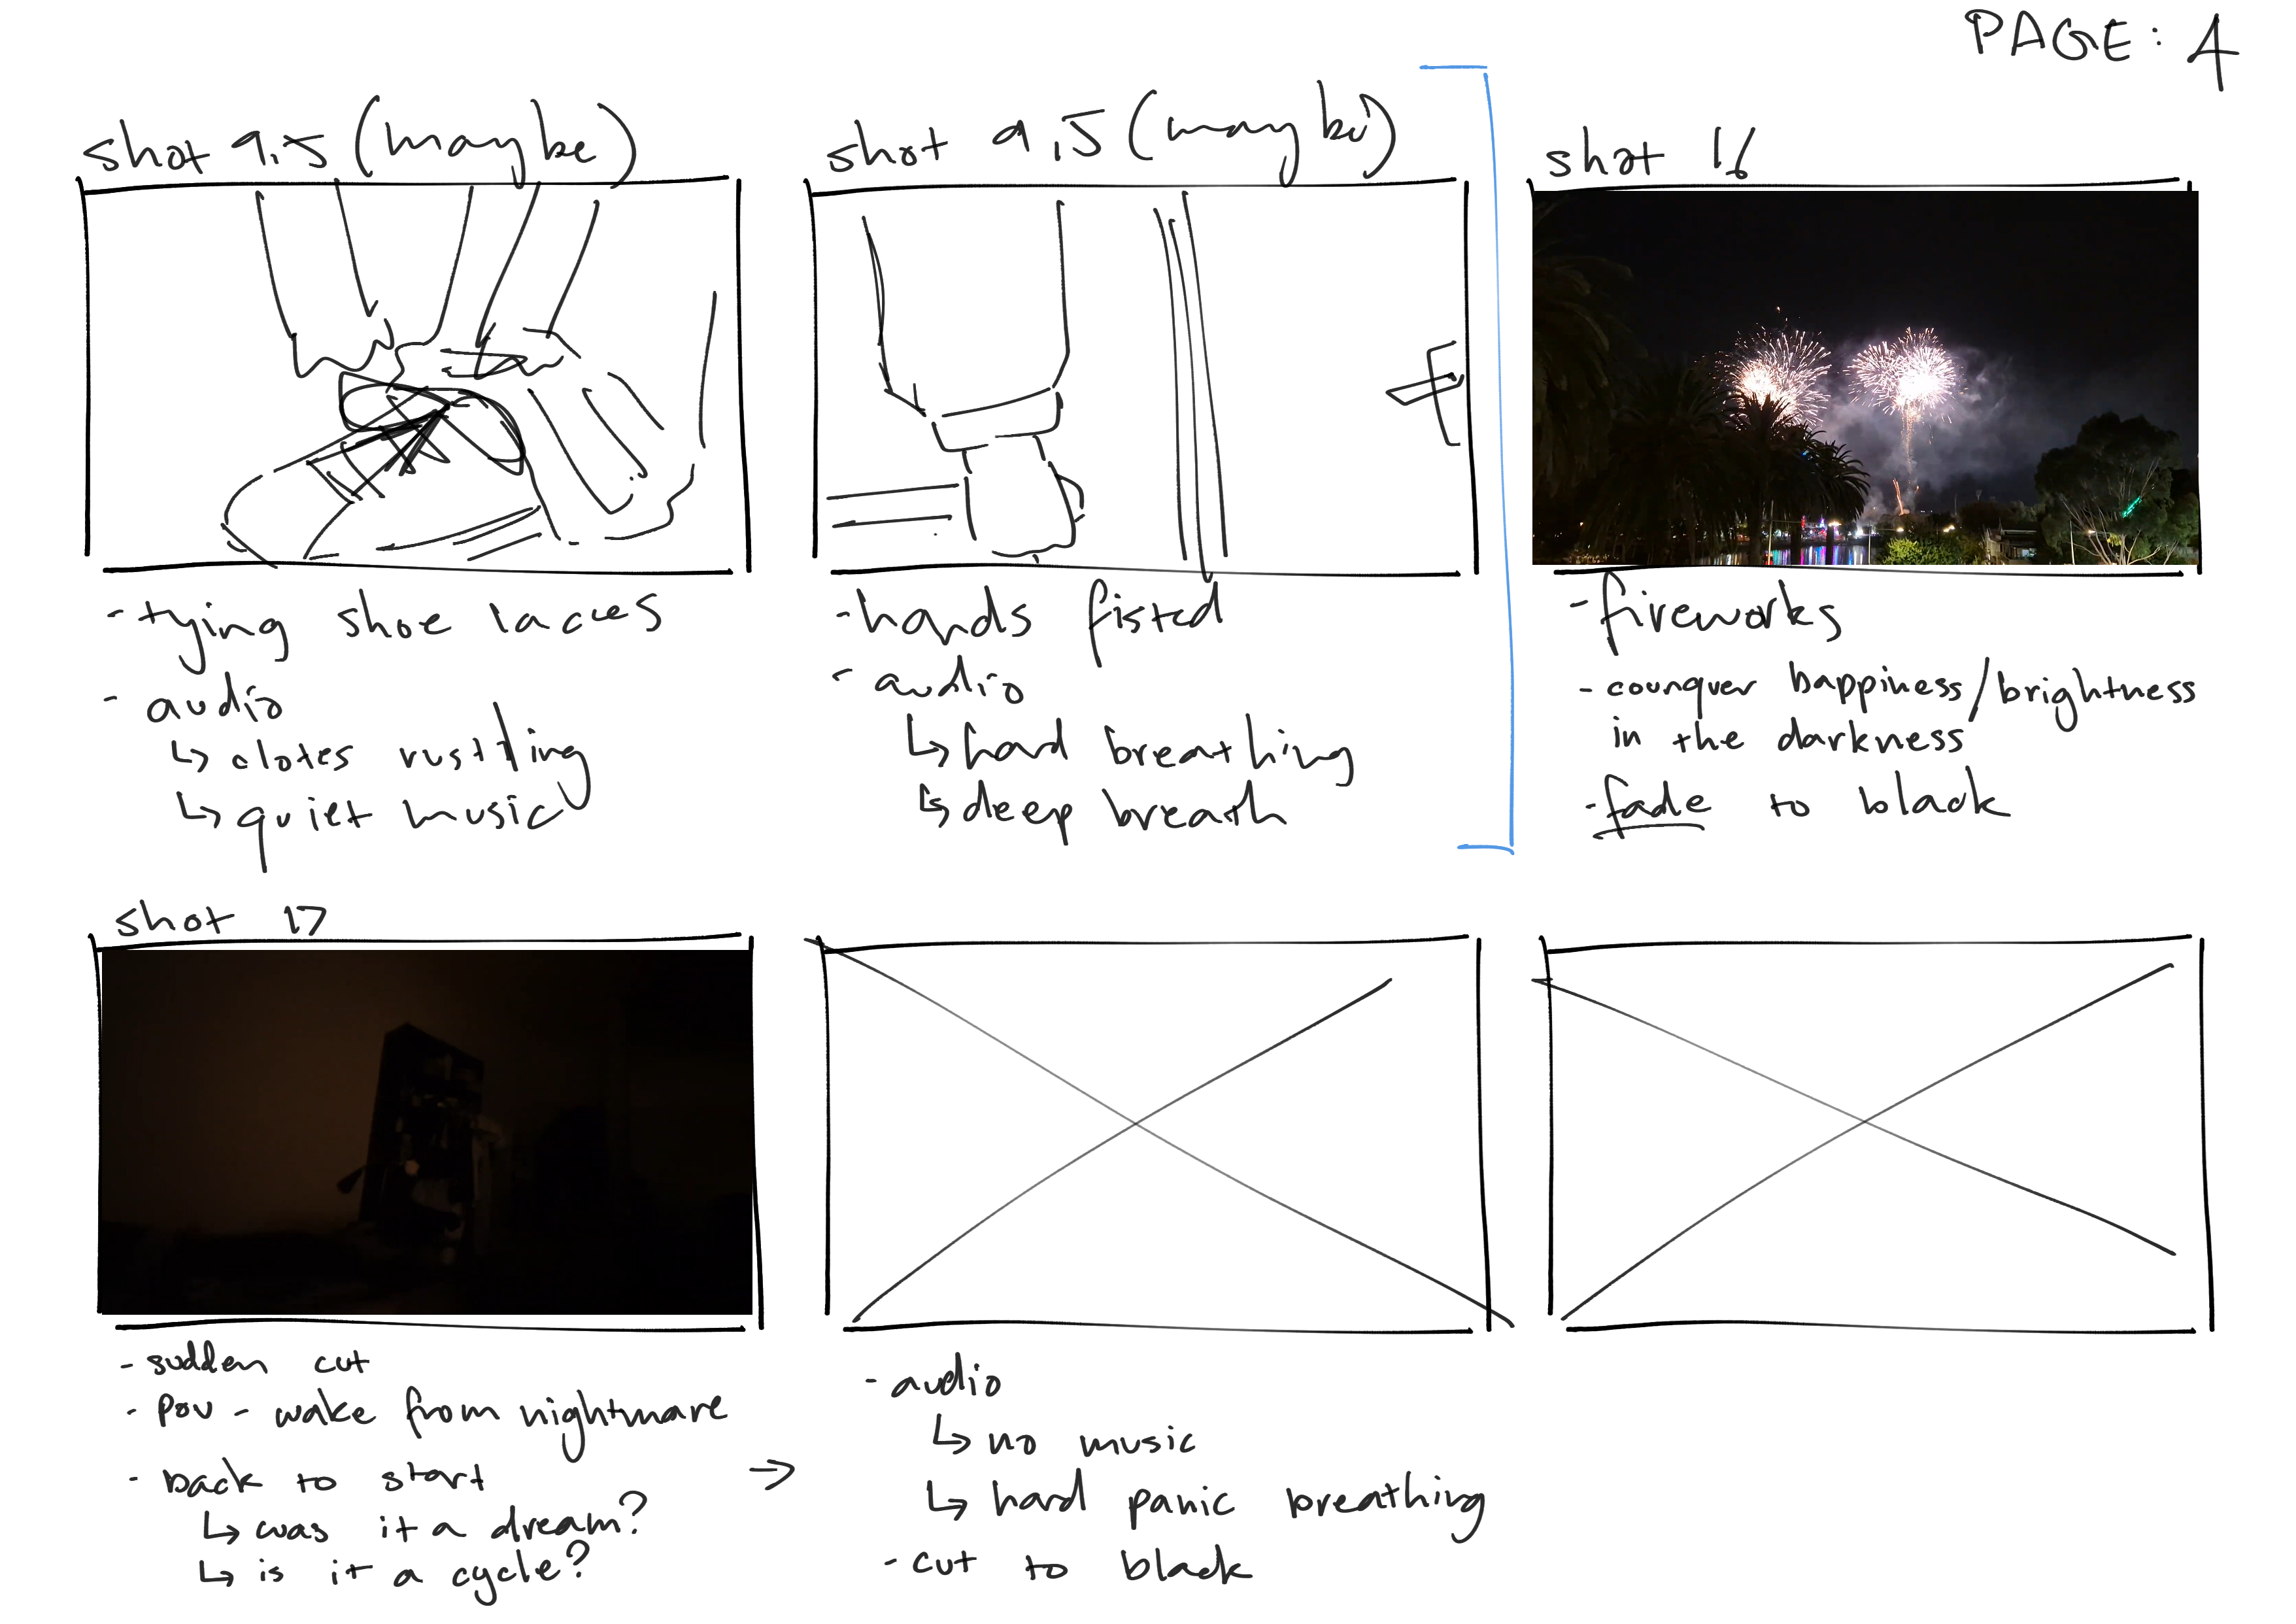 PAGE: 4
shot 9.5 (maybe)
- tying shoe lacces
- audio
↳ clotes rustling
↳ quiet music
shot 9.5 (maybe)
- hands fisted
- audio
↳ hard breathing
↳ deep breath
shot 16
- fireworks
- counquer happiness/brightness
in the darkness
- fade to black
shot 17
- sudden cut
- pov - wake from nightmare
- back to start
↳ was it a dream?
↳ is it a cycle?
→
- audio
↳ no music
↳ hard panic breathing
- cut to black